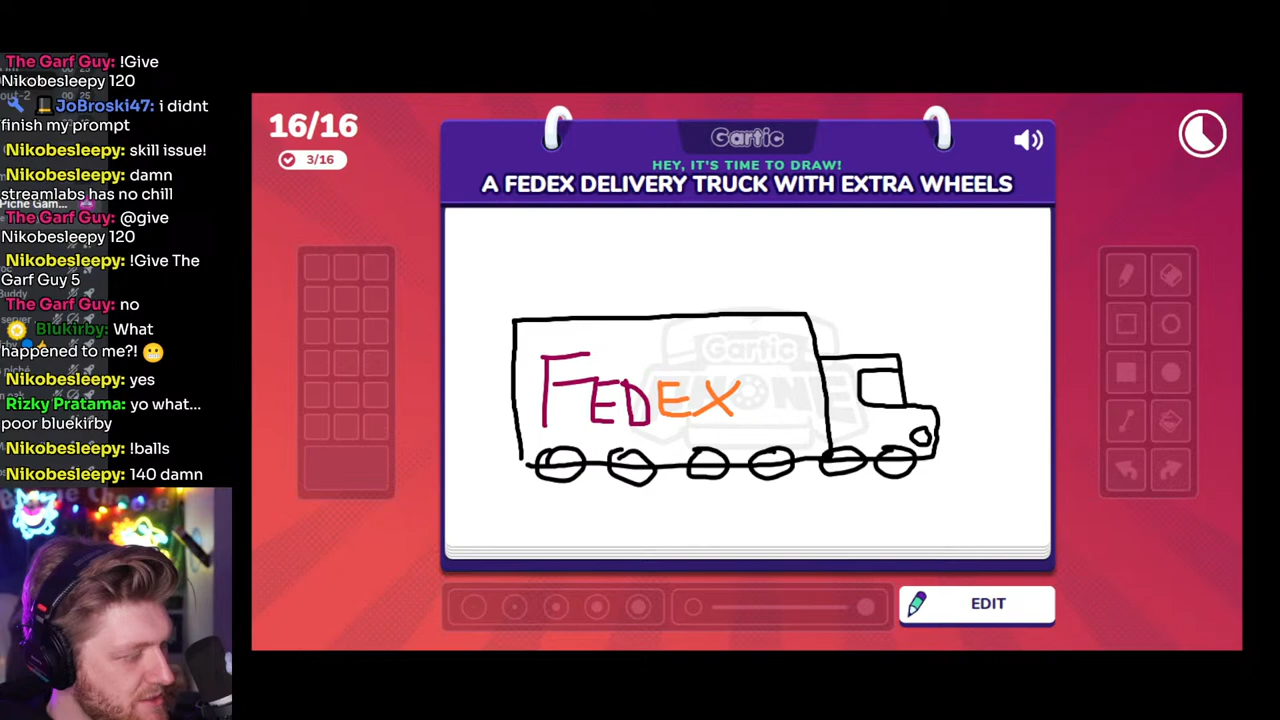 The Garf Guy: !Give
Nikobesleepy 120
JoBroski47: i didnt
finish my prompt
Nikobesleepy: skill issue!
Nikobesleepy: damn
streamlabs has no chill
The Garf Guy: @give
Nikobesleepy 120
Nikobesleepy: !Give The
Garf Guy 5
The Garf Guy: no
Blukirby: What
happened to me?! 😬
Nikobesleepy: yes
Rizky Pratama: yo what...
poor bluekirby
Nikobesleepy: !balls
Nikobesleepy: 140 damn
16/16
3/16
Gartic
HEY, IT'S TIME TO DRAW!
A FEDEX DELIVERY TRUCK WITH EXTRA WHEELS
Gartic
PHONE
FEDEX
EDIT